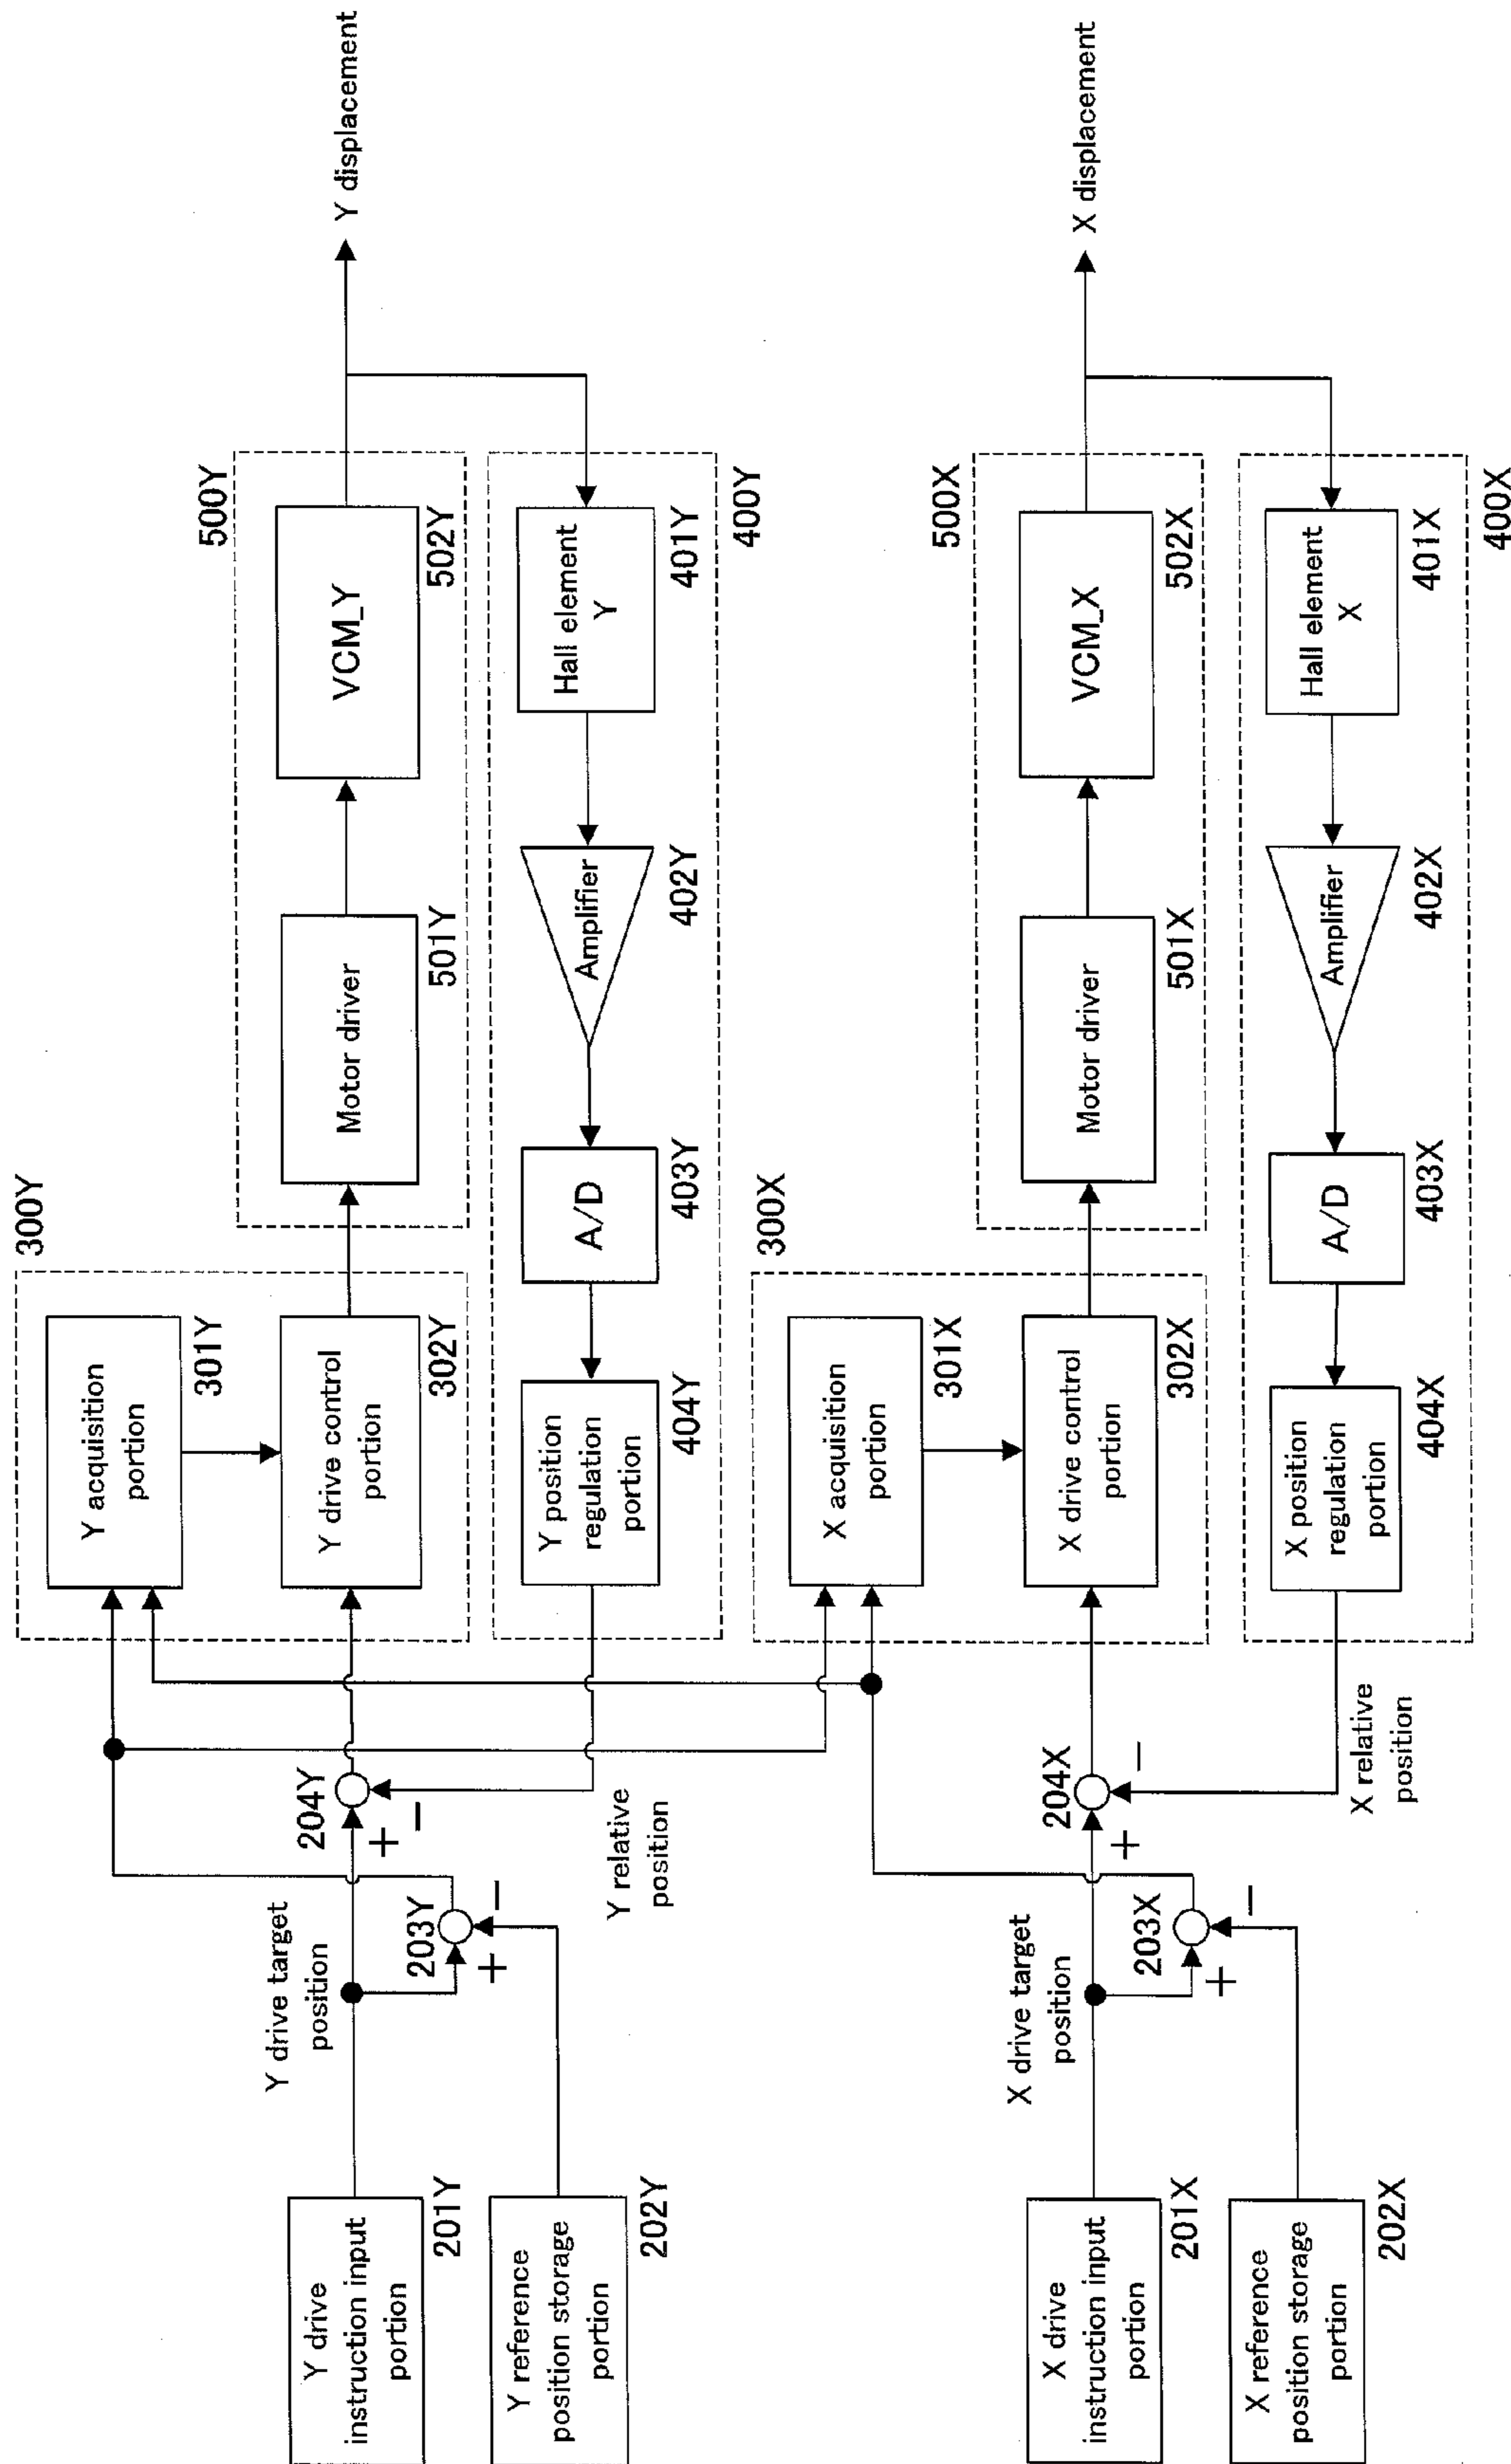 Y drive
instruction input
portion
201Y
Y reference
position storage
portion
202Y
Y drive target
position
203Y
+
−
204Y
+
−
Y relative
position
300Y
Y acquisition
portion
301Y
Y drive control
portion
302Y
Y position
regulation
portion
404Y
A/D
403Y
Amplifier
402Y
Hall element
Y
401Y
400Y
500Y
Motor driver
501Y
VCM_Y
502Y
Y displacement
X drive
instruction input
portion
201X
X reference
position storage
portion
202X
X drive target
position
203X
+
−
204X
+
−
X relative
position
300X
X acquisition
portion
301X
X drive control
portion
302X
X position
regulation
portion
404X
A/D
403X
Amplifier
402X
Hall element
X
401X
400X
500X
Motor driver
501X
VCM_X
502X
X displacement